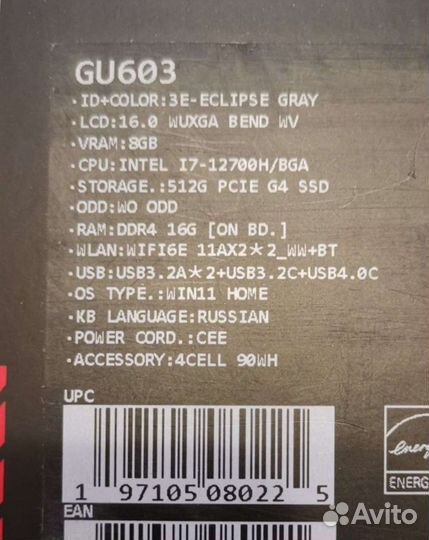 GU603
·ID+COLOR:3E-ECLIPSE GRAY
·LCD:16.0 WUXGA BEND WV
·VRAM:8GB
·CPU:INTEL I7-12700H/BGA
·STORAGE.:512G PCIE G4 SSD
·ODD:WO ODD
·RAM:DDR4 16G [ON BD.]
·WLAN:WIFI6E 11AX2*2_WW+BT
·USB:USB3.2A*2+USB3.2C+USB4.0C
·OS TYPE.:WIN11 HOME
·KB LANGUAGE:RUSSIAN
·POWER CORD.:CEE
·ACCESSORY:4CELL 90WH
UPC
1 97105 08022 5
EAN
energy
ENERG
Avito